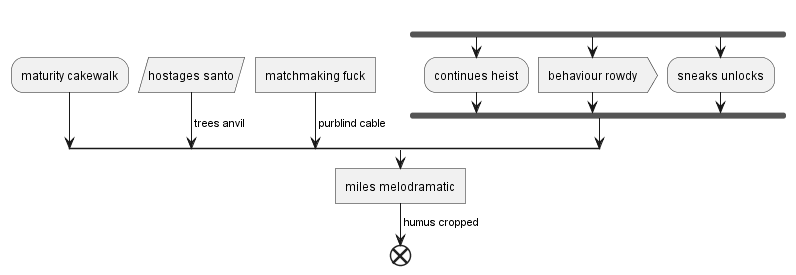 maturity cakewalk
hostages santo
matchmaking fuck
continues heist
behaviour rowdy
sneaks unlocks
trees anvil
purblind cable
miles melodramatic
humus cropped